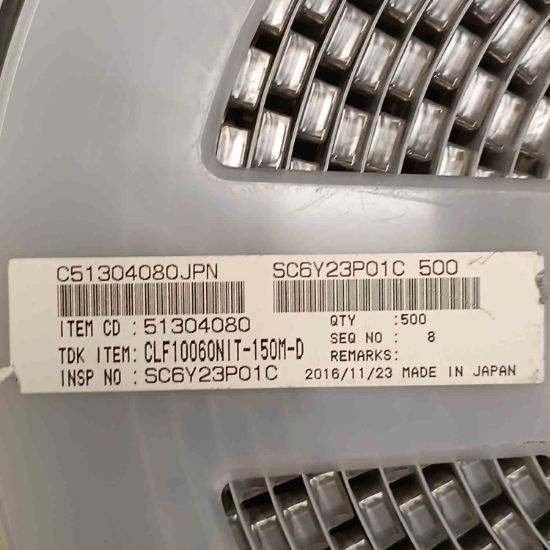 C51304080JPN SC6Y23P01C 500
ITEM CD : 51304080 QTY :500
SEQ NO : 8
TDK ITEM: CLF10060NIT-150M-D REMARKS:
INSP NO : SC6Y23P01C 2016/11/23 MADE IN JAPAN